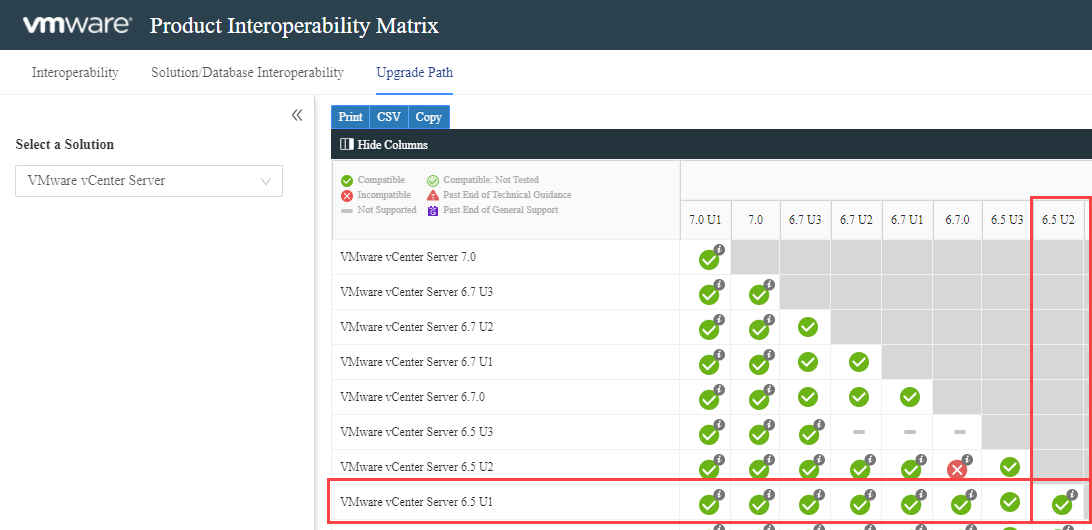 vmware Product Interoperability Matrix
Interoperability Solution/Database Interoperability Upgrade Path
«
Select a Solution
VMware vCenter Server
Print CSV Copy
Hide Columns
Compatible Compatible: Not Tested
Incompatible Past End of Technical Guidance
Not Supported Past End of General Support
7.0 U1 7.0 6.7 U3 6.7 U2 6.7 U1 6.7.0 6.5 U3 6.5 U2
VMware vCenter Server 7.0
VMware vCenter Server 6.7 U3
VMware vCenter Server 6.7 U2
VMware vCenter Server 6.7 U1
VMware vCenter Server 6.7.0
VMware vCenter Server 6.5 U3
VMware vCenter Server 6.5 U2
VMware vCenter Server 6.5 U1